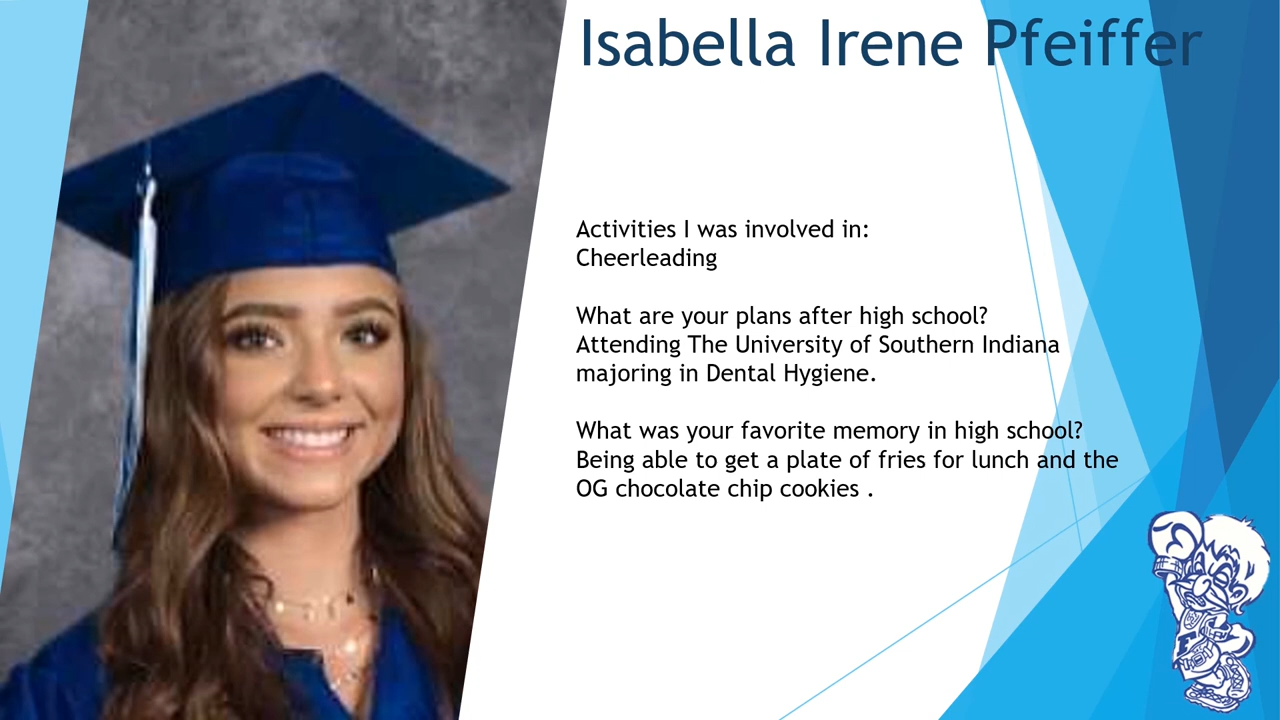 Isabella Irene Pfeiffer
Activities I was involved in:
Cheerleading
What are your plans after high school?
Attending The University of Southern Indiana
majoring in Dental Hygiene.
What was your favorite memory in high school?
Being able to get a plate of fries for lunch and the
OG chocolate chip cookies .